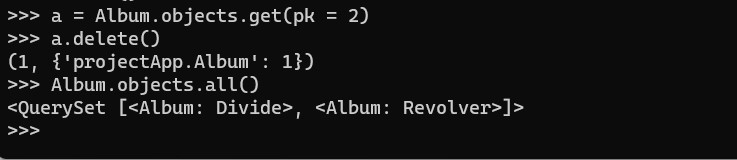 >>> a = Album.objects.get(pk = 2)
>>> a.delete()
(1, {'projectApp.Album': 1})
>>> Album.objects.all()
<QuerySet [<Album: Divide>, <Album: Revolver>]>
>>>